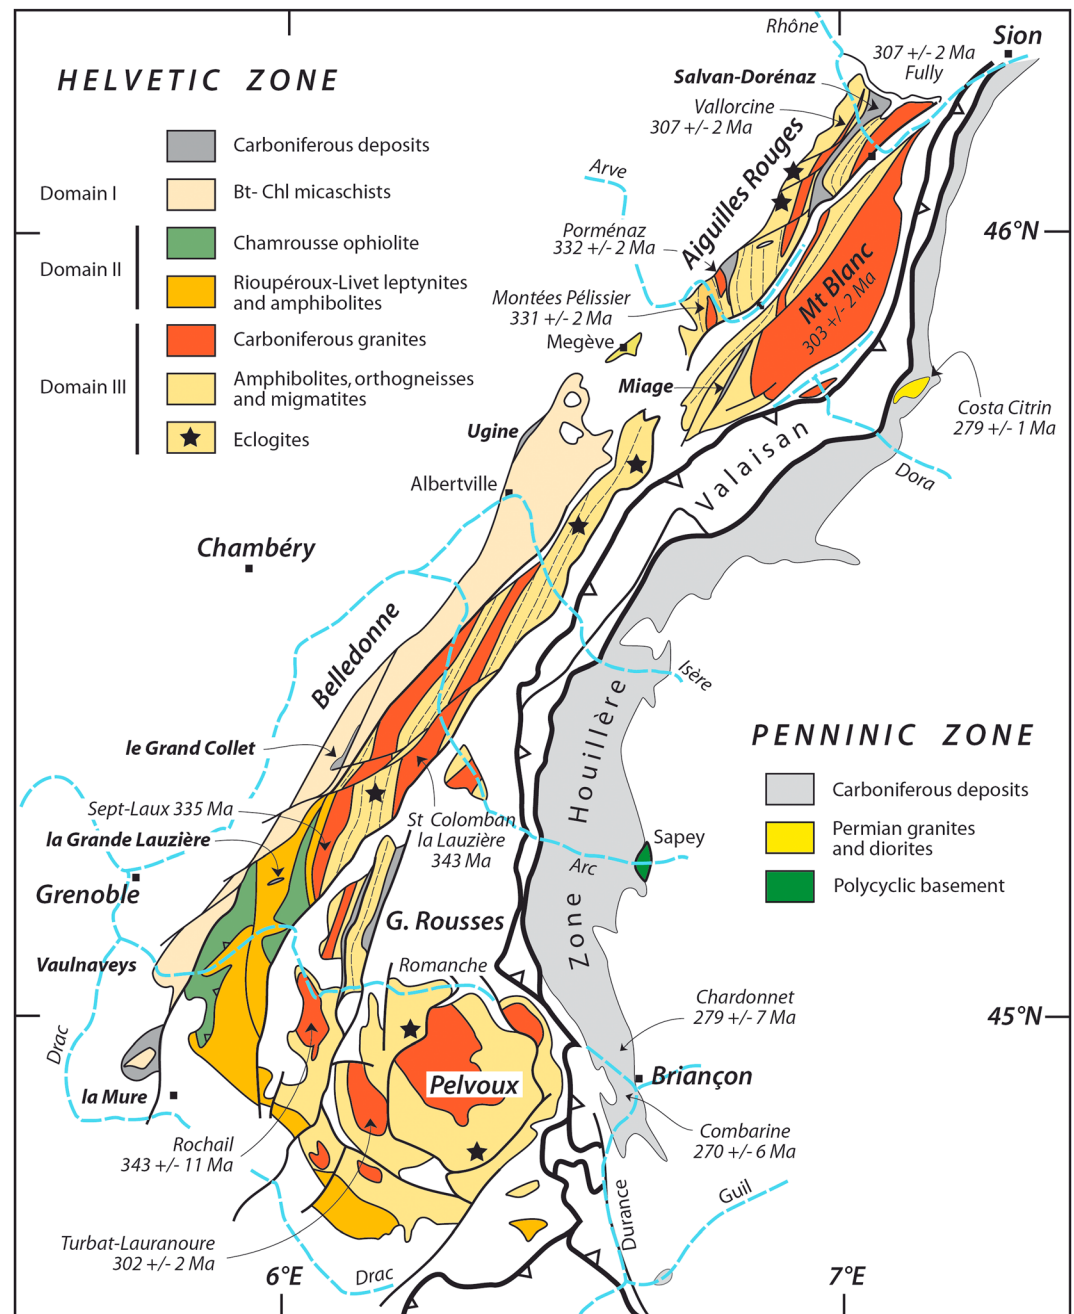 HELVETIC ZONE
Carboniferous deposits
Domain I
Bt- Chl micaschists
Chamrousse ophiolite
Domain II
Rioupéroux-Livet leptynites
and amphibolites
Carboniferous granites
Domain III
Amphibolites, orthogneisses
and migmatites
Eclogites
Rhône
Sion
307 +/- 2 Ma
Fully
Salvan-Dorénaz
Vallorcine
307 +/- 2 Ma
Aiguilles Rouges
Arve
Porménaz
332 +/- 2 Ma
46°N
Mt Blanc
303 +/- 2 Ma
Montées Pélissier
331 +/- 2 Ma
Megève
Miage
Costa Citrin
279 +/- 1 Ma
Ugine
Valaisan
Dora
Albertville
Chambéry
Belledonne
Isère
le Grand Collet
PENNINIC ZONE
Carboniferous deposits
Permian granites
and diorites
Polycyclic basement
Zone Houillère
Sept-Laux 335 Ma
St Colomban
la Lauzière
343 Ma
la Grande Lauzière
Sapey
Arc
Grenoble
G. Rousses
Vaulnaveys
Romanche
Chardonnet
279 +/- 7 Ma
45°N
Drac
Pelvoux
Briançon
la Mure
Rochail
343 +/- 11 Ma
Combarine
270 +/- 6 Ma
Guil
Durance
Turbat-Lauranoure
302 +/- 2 Ma
Drac
6°E
7°E